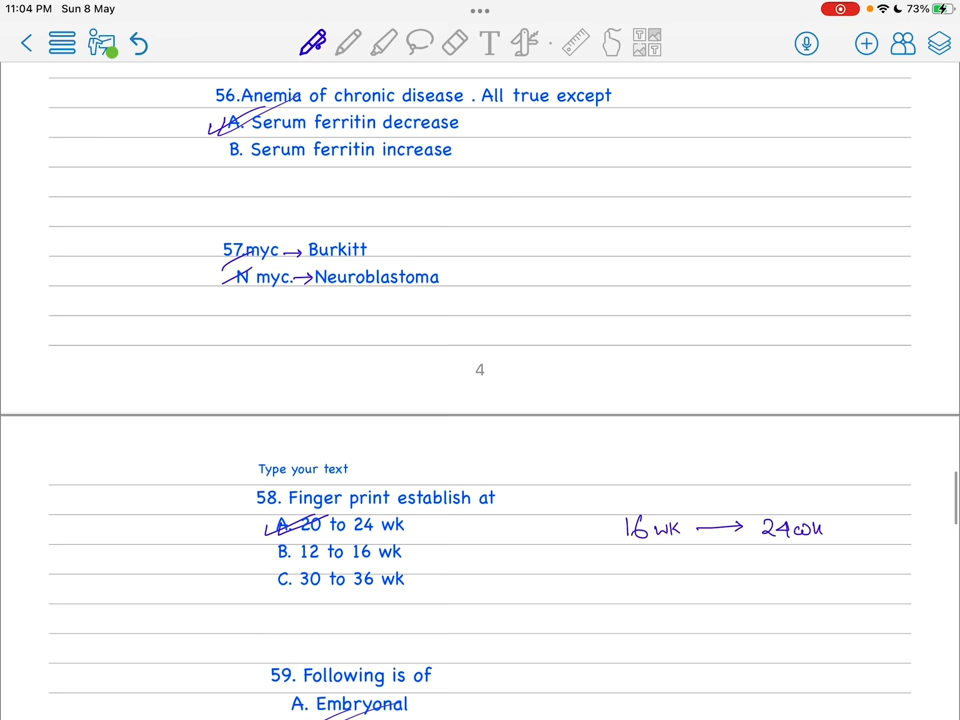 11:04 PM Sun 8 May
73%
56.Anemia of chronic disease . All true except
A. Serum ferritin decrease
B. Serum ferritin increase
57.myc → Burkitt
N myc.→Neuroblastoma
4
Type your text
58. Finger print establish at
A. 20 to 24 wk
16 wk → 24 wk
B. 12 to 16 wk
C. 30 to 36 wk
59. Following is of
A. Embryonal